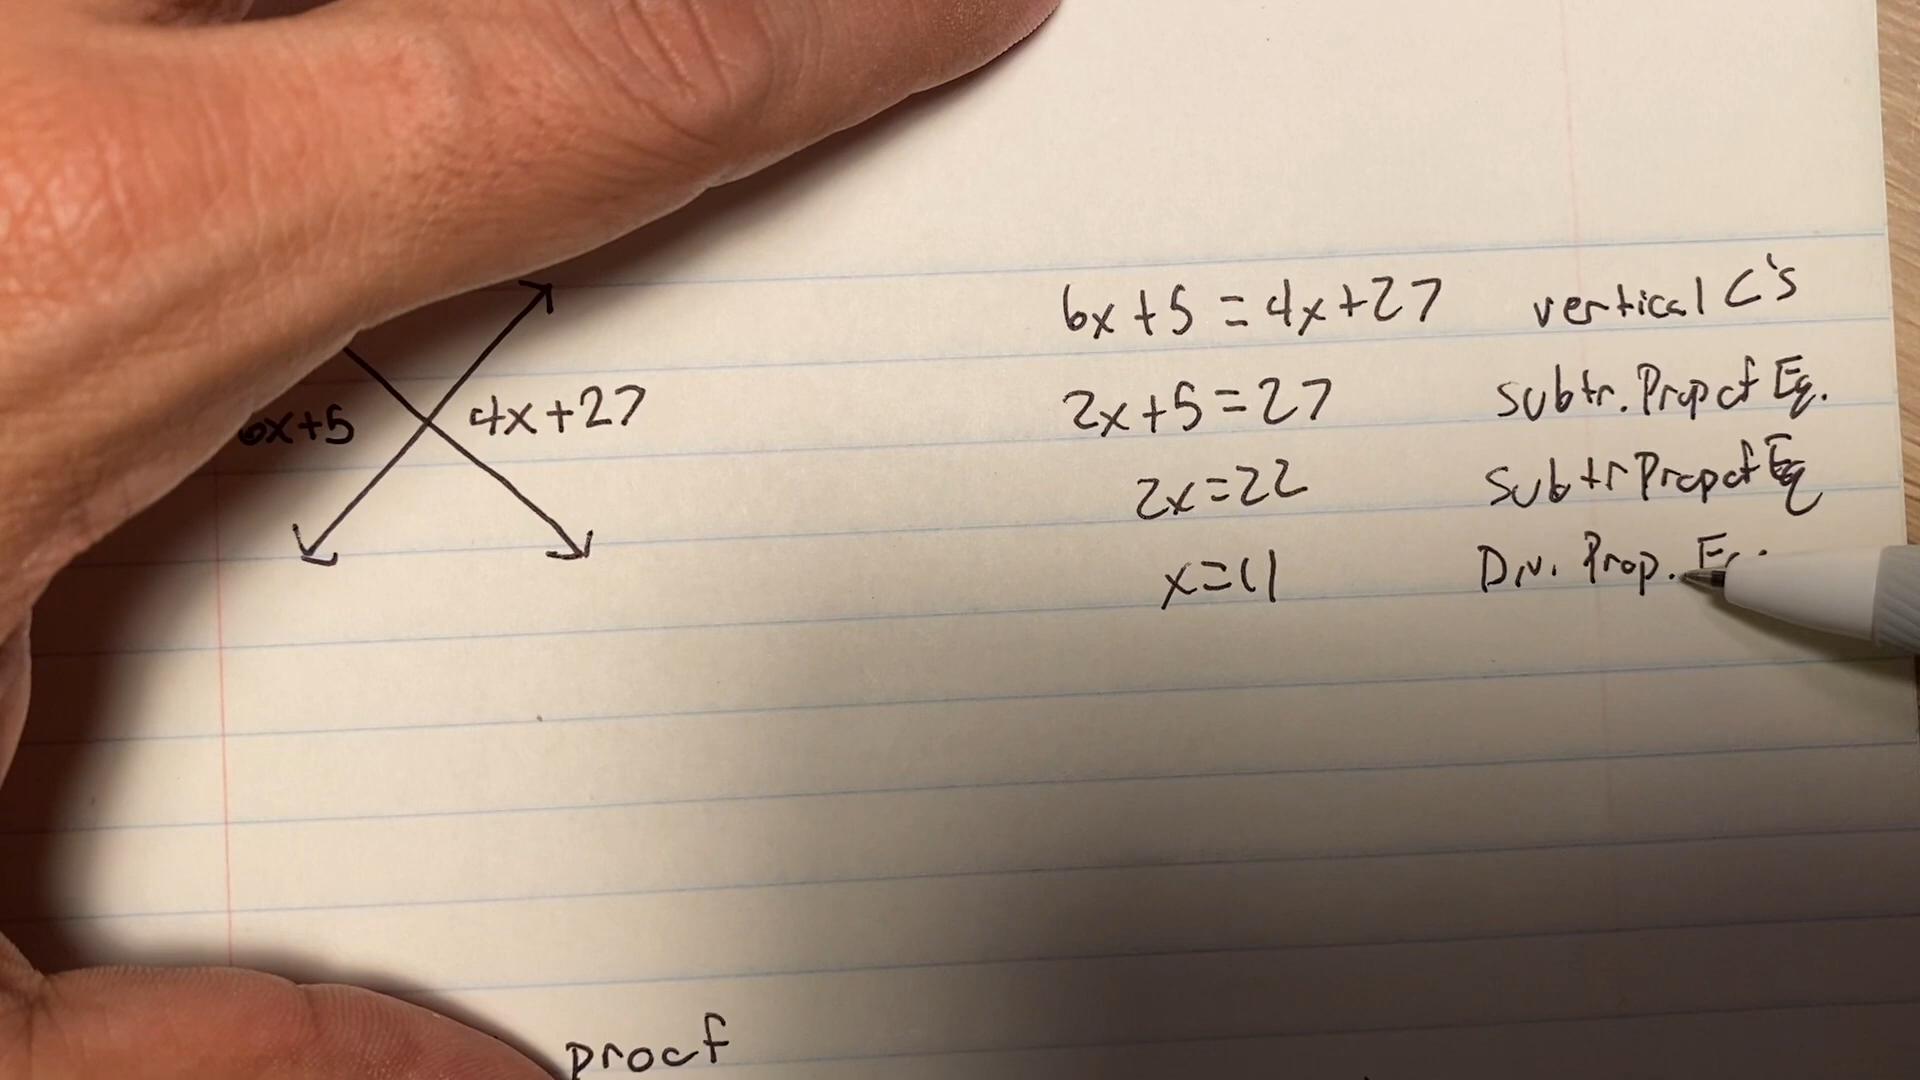 6x+5 4x+27
6x+5 = 4x+27 vertical <'s
2x+5=27 subtr. Prop of Eq.
2x=22 subtr Prop of Eq
x=11 Div. Prop. Eq.
proof